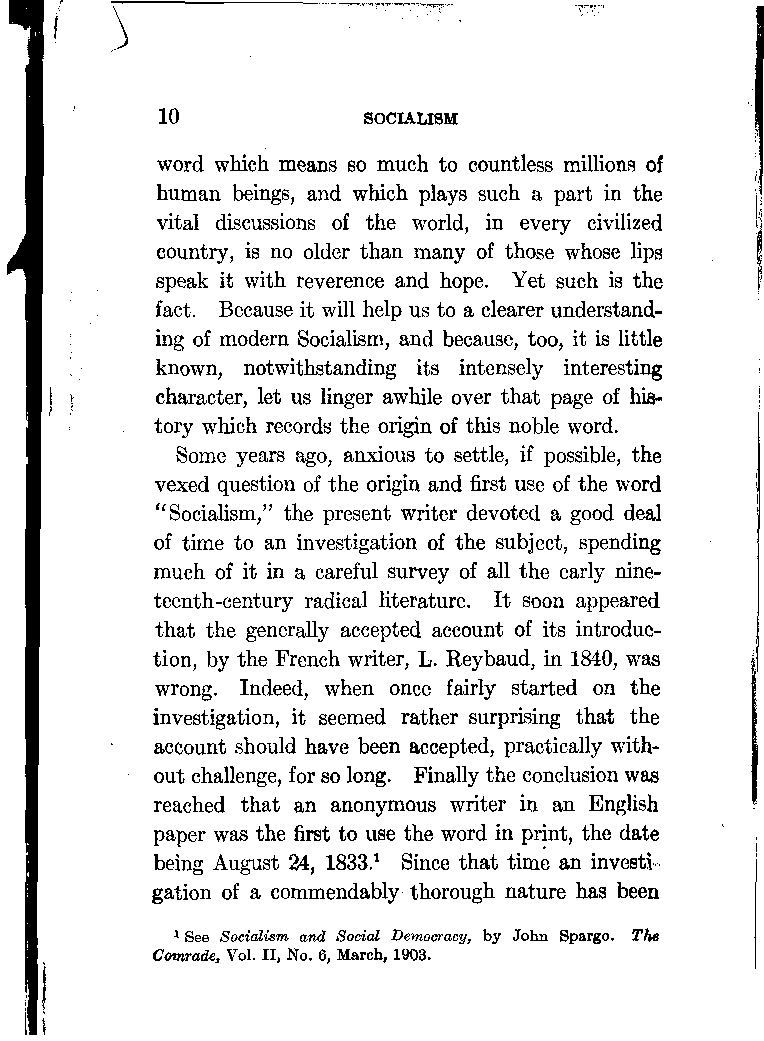 10 SOCIALISM
word which means so much to countless millions of
human beings, and which plays such a part in the
vital discussions of the world, in every civilized
country, is no older than many of those whose lips
speak it with reverence and hope. Yet such is the
fact. Because it will help us to a clearer understand-
ing of modern Socialism, and because, too, it is little
known, notwithstanding its intensely interesting
character, let us linger awhile over that page of his-
tory which records the origin of this noble word.
Some years ago, anxious to settle, if possible, the
vexed question of the origin and first use of the word
"Socialism," the present writer devoted a good deal
of time to an investigation of the subject, spending
much of it in a careful survey of all the early nine-
teenth-century radical literature. It soon appeared
that the generally accepted account of its introduc-
tion, by the French writer, L. Reybaud, in 1840, was
wrong. Indeed, when once fairly started on the
investigation, it seemed rather surprising that the
account should have been accepted, practically with-
out challenge, for so long. Finally the conclusion was
reached that an anonymous writer in an English
paper was the first to use the word in print, the date
being August 24, 1833.¹ Since that time an investi-
gation of a commendably thorough nature has been
¹ See Socialism and Social Democracy, by John Spargo. The
Comrade, Vol. II, No. 6, March, 1903.